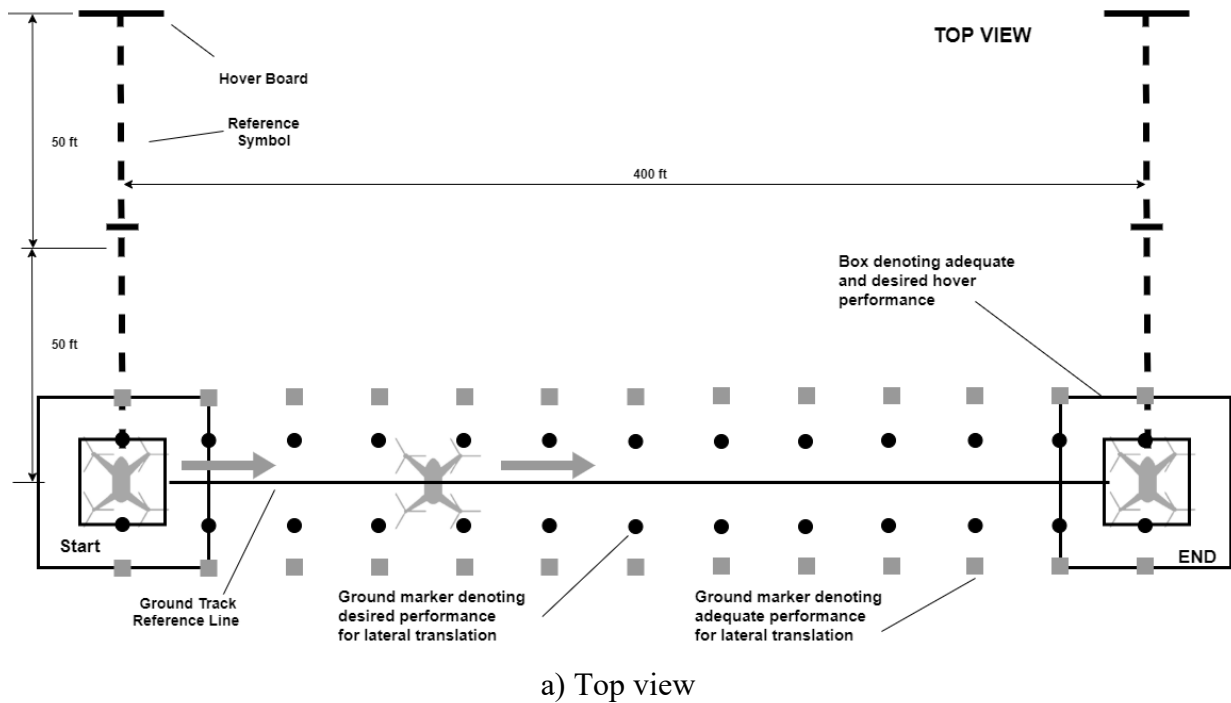 TOP VIEW
Hover Board
Reference
Symbol
50 ft
400 ft
Box denoting adequate
and desired hover
performance
50 ft
Start
END
Ground Track
Reference Line
Ground marker denoting
desired performance
for lateral translation
Ground marker denoting
adequate performance
for lateral translation
a) Top view